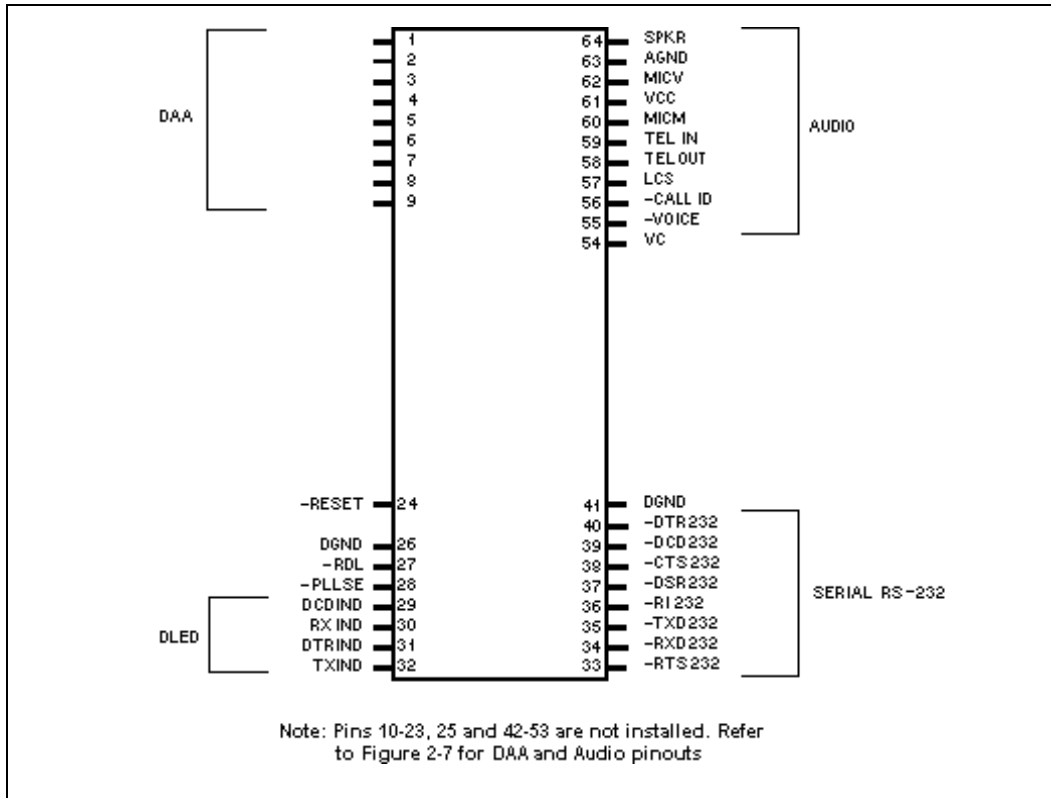 DAA
1
2
3
4
5
6
7
8
9
64 SPKR
63 AGND
62 MICV
61 VCC
60 MICM
59 TEL IN
58 TEL OUT
57 LCS
56 -CALL ID
55 -VOICE
54 VC
AUDIO
-RESET 24
DGND 26
-RDL 27
-PLLSE 28
DCDIND 29
RXIND 30
DTRIND 31
TXIND 32
DLED
41 DGND
40 -DTR232
39 -DCD232
38 -CTS232
37 -DSR232
36 -RI232
35 -TXD232
34 -RXD232
33 -RTS232
SERIAL RS-232
Note: Pins 10-23, 25 and 42-53 are not installed. Refer
to Figure 2-7 for DAA and Audio pinouts